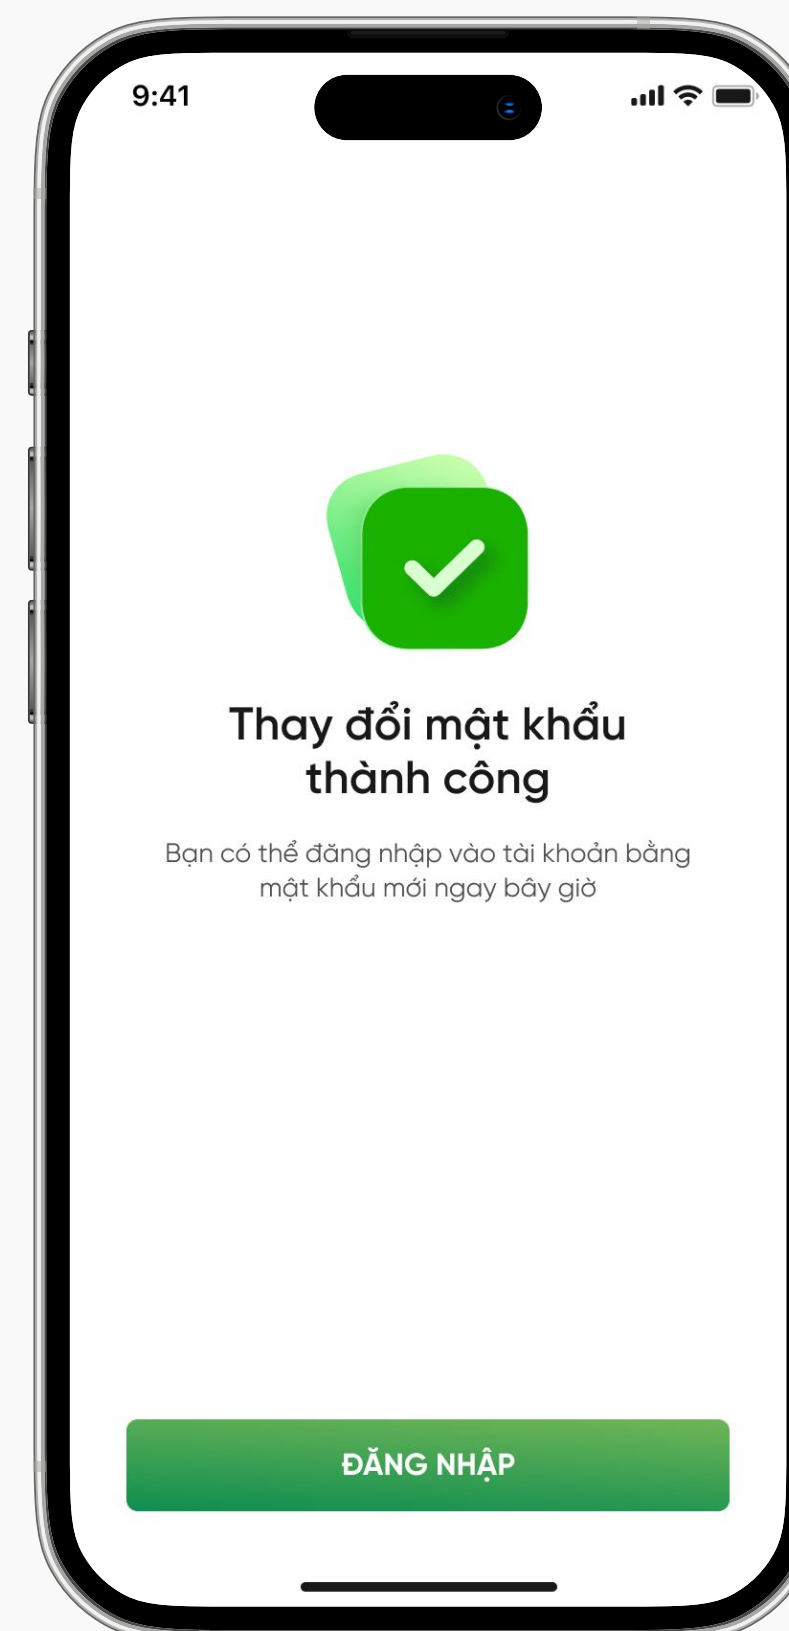 9:41
Thay đổi mật khẩu
thành công
Bạn có thể đăng nhập vào tài khoản bằng
mật khẩu mới ngay bây giờ
ĐĂNG NHẬP